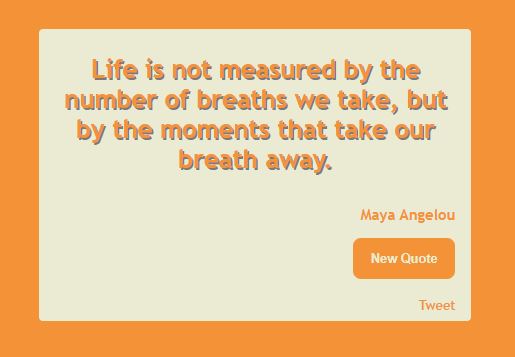 Life is not measured by the
number of breaths we take, but
by the moments that take our
breath away.
Maya Angelou
New Quote
Tweet